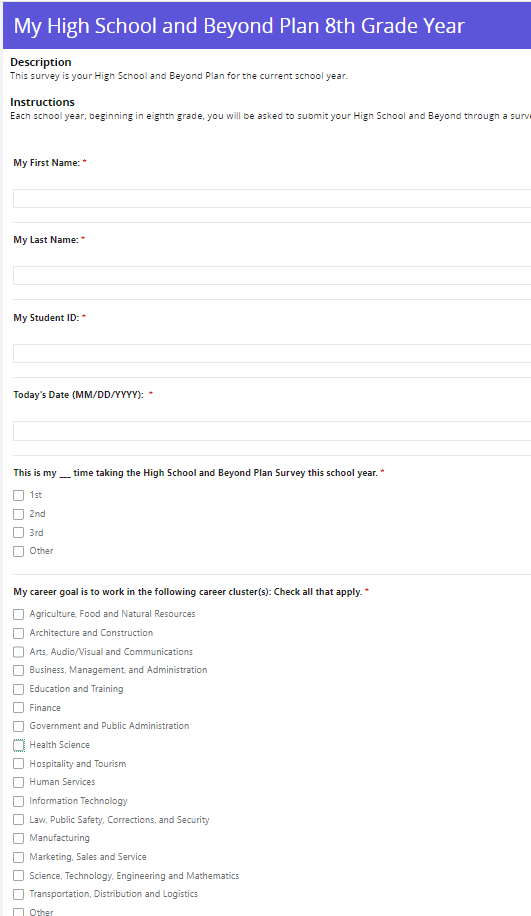 My High School and Beyond Plan 8th Grade Year
Description
This survey is your High School and Beyond Plan for the current school year.
Instructions
Each school year, beginning in eighth grade, you will be asked to submit your High School and Beyond through a surve
My First Name: *
My Last Name: *
My Student ID: *
Today's Date (MM/DD/YYYY): *
This is my ___ time taking the High School and Beyond Plan Survey this school year. *
1st
2nd
3rd
Other
My career goal is to work in the following career cluster(s): Check all that apply. *
Agriculture, Food and Natural Resources
Architecture and Construction
Arts, Audio/Visual and Communications
Business, Management, and Administration
Education and Training
Finance
Government and Public Administration
Health Science
Hospitality and Tourism
Human Services
Information Technology
Law, Public Safety, Corrections, and Security
Manufacturing
Marketing, Sales and Service
Science, Technology, Engineering and Mathematics
Transportation, Distribution and Logistics
Other